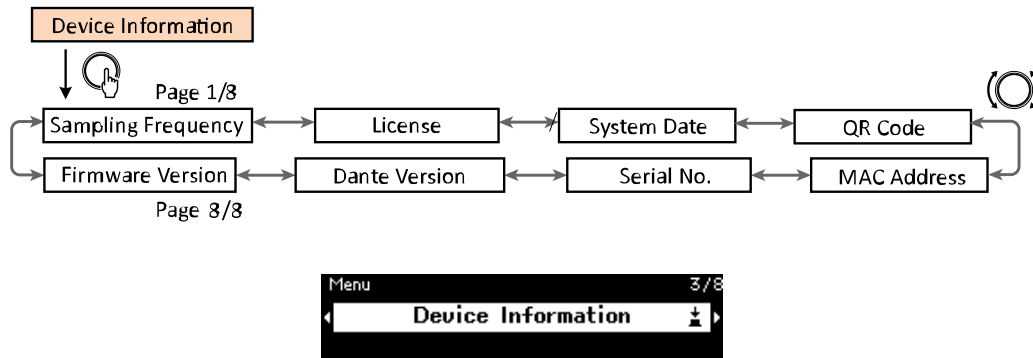 Device Information
Page 1/8
Sampling Frequency
License
System Date
QR Code
Firmware Version
Dante Version
Serial No.
MAC Address
Page 8/8
Menu 3/8
Device Information